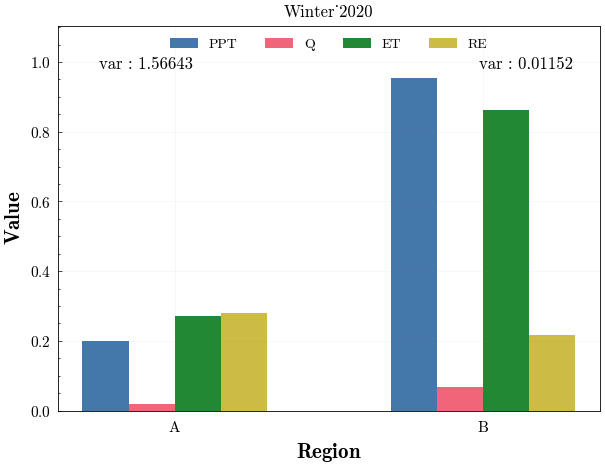 Winter˙2020
PPT Q ET RE
var : 1.56643 var : 0.01152
1.0
0.8
0.6
0.4
0.2
0.0
Value
A B
Region